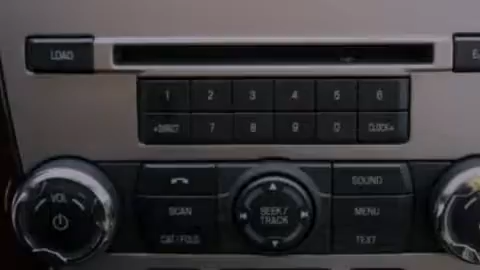 LOAD
1 2 3 4 5 6
DIRECT 7 8 9 0 CLOCK
VOL
SOUND
SCAN
SEEK/
TRACK
MENU
CAT/FOLD
TEXT